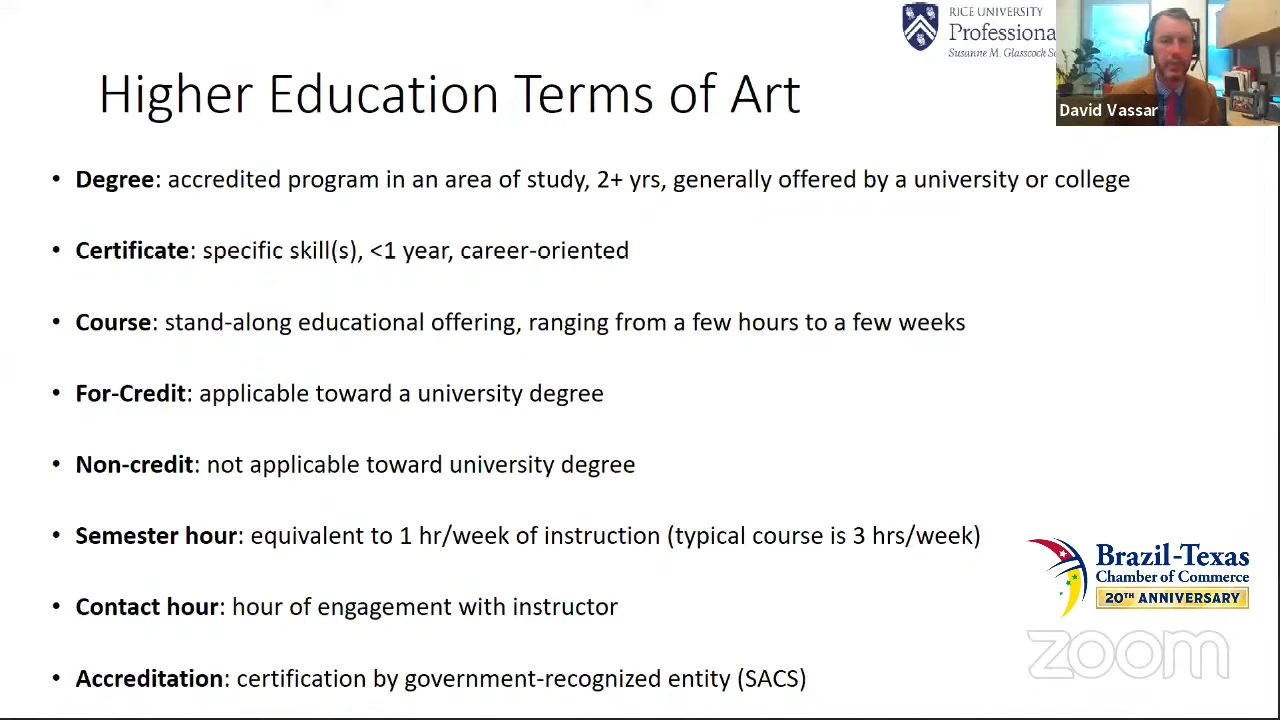 RICE UNIVERSITY
Professiona
Susanne M. Glasscock Sc
David Vassar
Higher Education Terms of Art
• Degree: accredited program in an area of study, 2+ yrs, generally offered by a university or college
• Certificate: specific skill(s), <1 year, career-oriented
• Course: stand-along educational offering, ranging from a few hours to a few weeks
• For-Credit: applicable toward a university degree
• Non-credit: not applicable toward university degree
• Semester hour: equivalent to 1 hr/week of instruction (typical course is 3 hrs/week)
• Contact hour: hour of engagement with instructor
• Accreditation: certification by government-recognized entity (SACS)
Brazil-Texas
Chamber of Commerce
20TH ANNIVERSARY
zoom